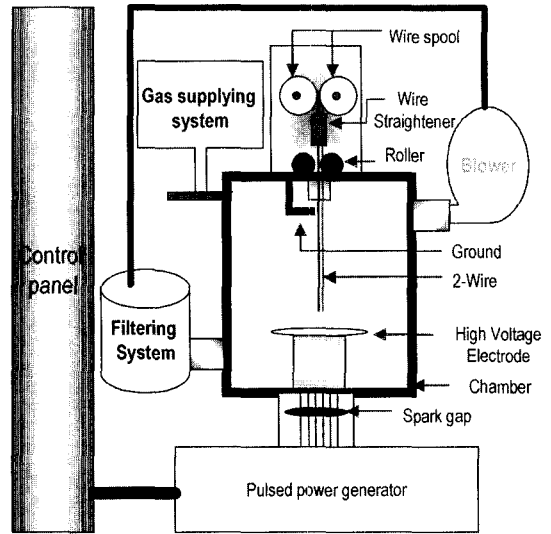 Wire spool
Gas supplying
system
Wire
Straightener
Roller
Blower
Control
panel
Ground
2-Wire
Filtering
System
High Voltage
Electrode
Chamber
Spark gap
Pulsed power generator